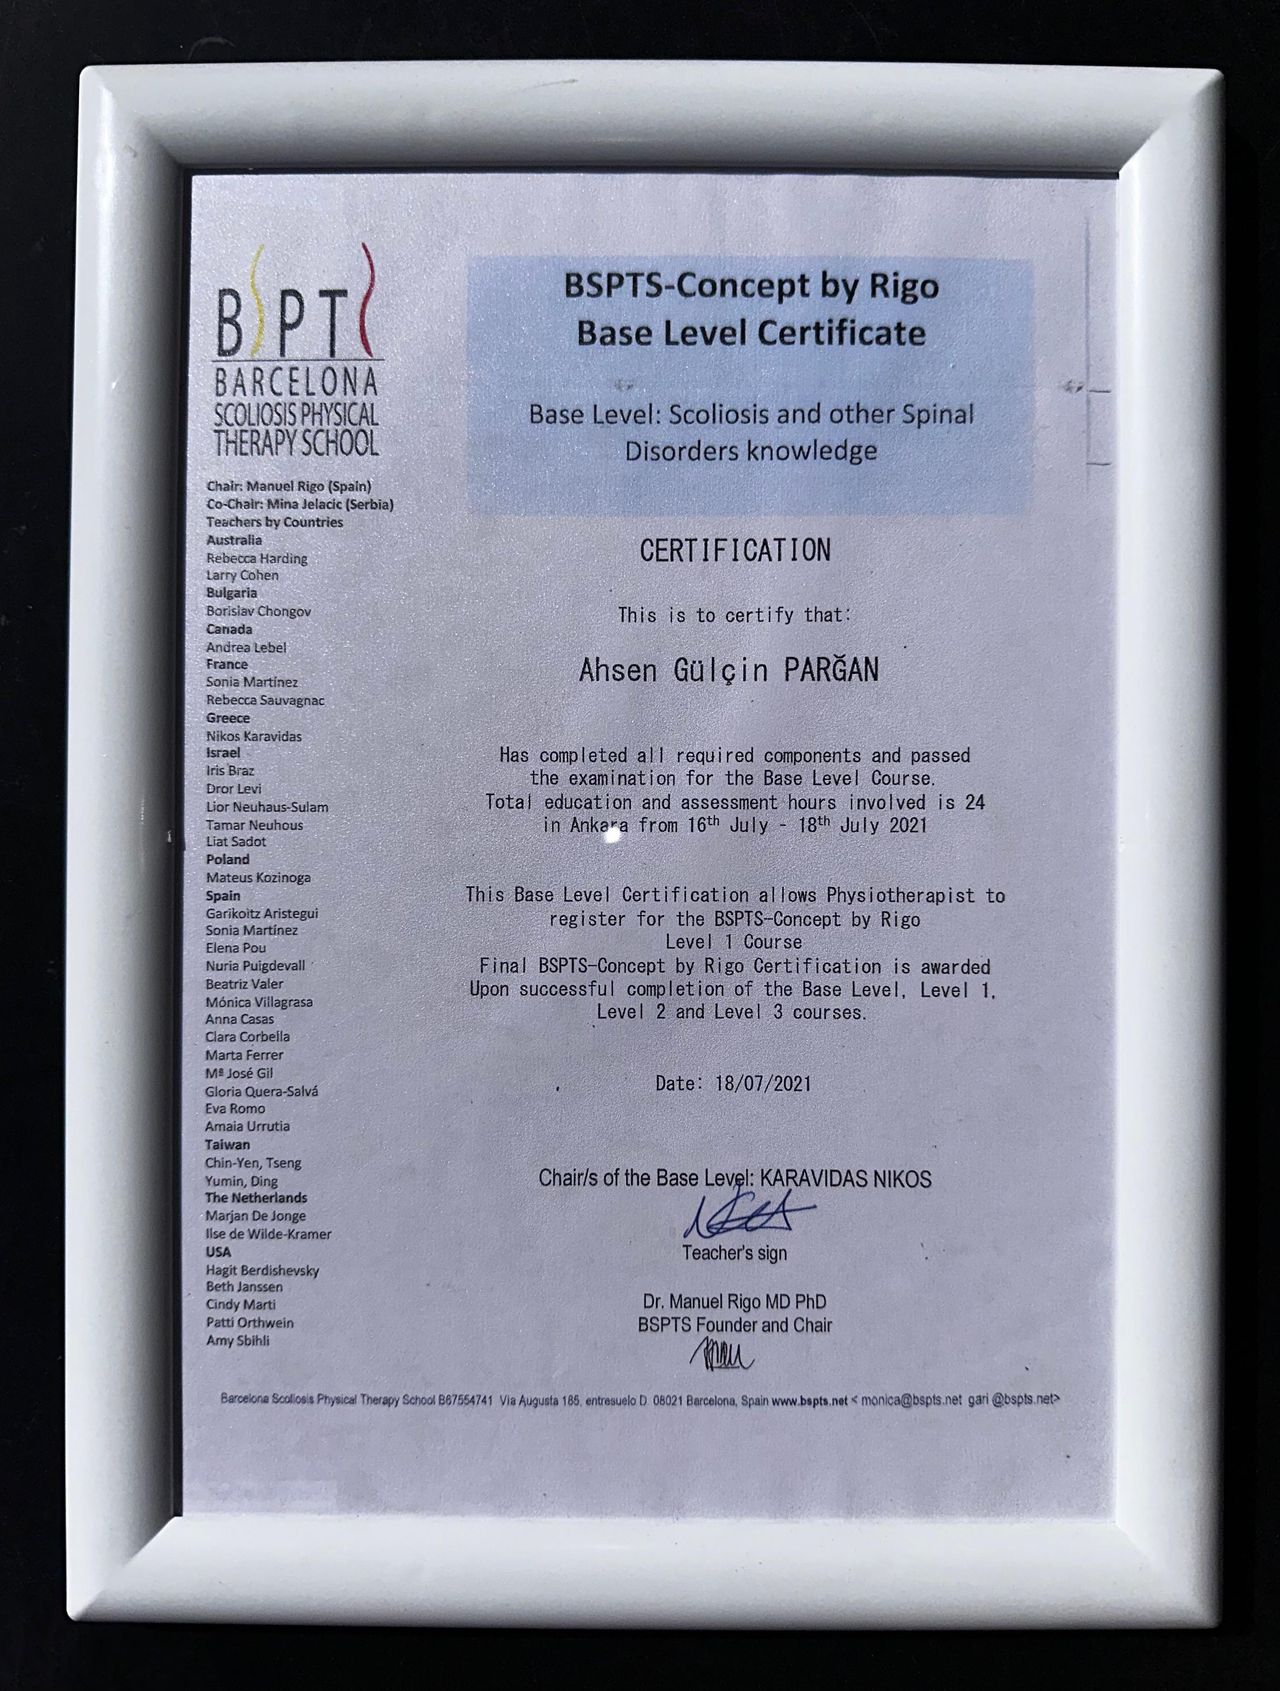 BSPTS
BARCELONA
SCOLIOSIS PHYSICAL
THERAPY SCHOOL
Chair: Manuel Rigo (Spain)
Co-Chair: Mina Jelacic (Serbia)
Teachers by Countries
Australia
Rebecca Harding
Larry Cohen
Bulgaria
Borislav Chongov
Canada
Andrea Lebel
France
Sonia Martínez
Rebecca Sauvagnac
Greece
Nikos Karavidas
Israel
Iris Braz
Dror Levi
Lior Neuhaus-Sulam
Tamar Neuhous
Liat Sadot
Poland
Mateus Kozinoga
Spain
Garikoitz Aristegui
Sonia Martínez
Elena Pou
Nuria Puigdevall
Beatriz Valer
Mónica Villagrasa
Anna Casas
Clara Corbella
Marta Ferrer
Mª José Gil
Gloria Quera-Salvá
Eva Romo
Amaia Urrutia
Taiwan
Chin-Yen, Tseng
Yumin, Ding
The Netherlands
Marjan De Jonge
Ilse de Wilde-Kramer
USA
Hagit Berdishevsky
Beth Janssen
Cindy Marti
Patti Orthwein
Amy Sbihli
BSPTS-Concept by Rigo
Base Level Certificate
Base Level: Scoliosis and other Spinal
Disorders knowledge
CERTIFICATION
This is to certify that:
Ahsen Gülçin PARĞAN
Has completed all required components and passed
the examination for the Base Level Course.
Total education and assessment hours involved is 24
in Ankara from 16th July - 18th July 2021
This Base Level Certification allows Physiotherapist to
register for the BSPTS-Concept by Rigo
Level 1 Course
Final BSPTS-Concept by Rigo Certification is awarded
Upon successful completion of the Base Level, Level 1,
Level 2 and Level 3 courses.
Date: 18/07/2021
Chair/s of the Base Level: KARAVIDAS NIKOS
Teacher's sign
Dr. Manuel Rigo MD PhD
BSPTS Founder and Chair
Barcelona Scoliosis Physical Therapy School B67554741 Via Augusta 185, entresuelo D 08021 Barcelona, Spain www.bspts.net < monica@bspts.net gari @bspts.net>